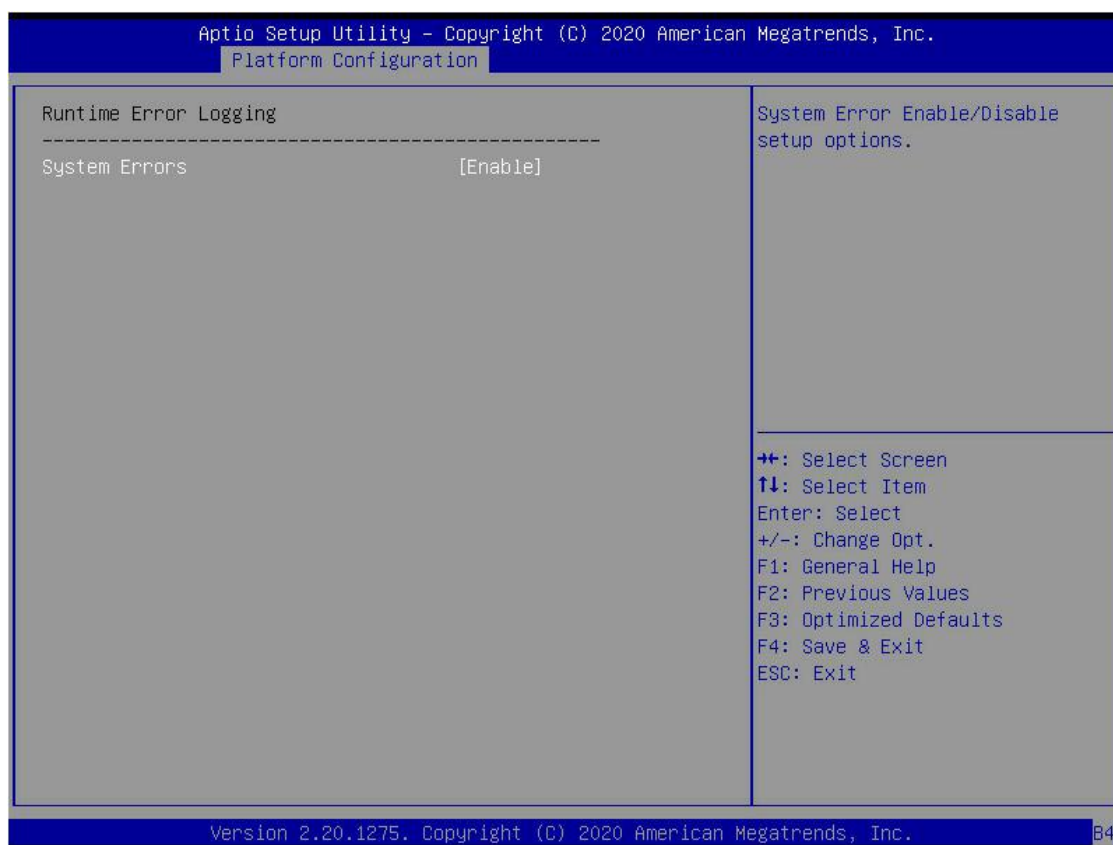 Aptio Setup Utility – Copyright (C) 2020 American Megatrends, Inc.
Platform Configuration
Runtime Error Logging
--------------------------------------------------
System Errors [Enable]
System Error Enable/Disable
setup options.
→←: Select Screen
↑↓: Select Item
Enter: Select
+/-: Change Opt.
F1: General Help
F2: Previous Values
F3: Optimized Defaults
F4: Save & Exit
ESC: Exit
Version 2.20.1275. Copyright (C) 2020 American Megatrends, Inc.
B4